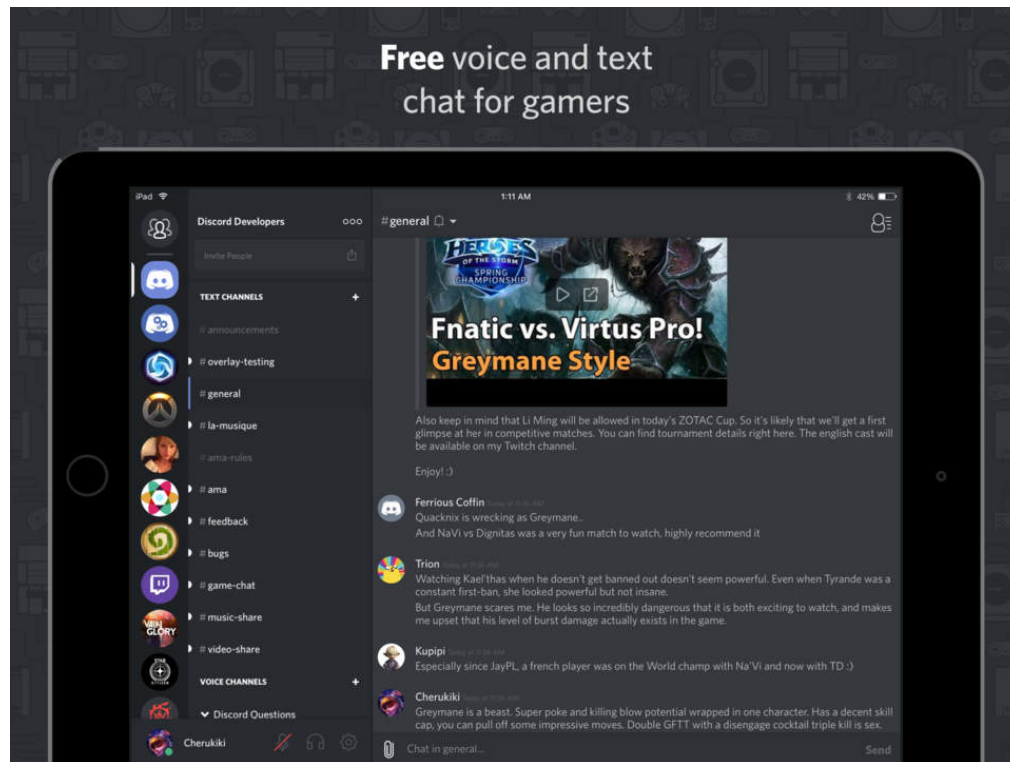 Free voice and text
chat for gamers
iPad
1:11 AM
42%
Discord Developers
Invite People
TEXT CHANNELS +
# announcements
# overlay-testing
# general
# la-musique
# ama-rules
# ama
# feedback
# bugs
# game-chat
# music-share
# video-share
VOICE CHANNELS +
Discord Questions
Cherukiki
VAIN
GLORY
STAR
CITIZEN
#general
HEROES
OF THE STORM
SPRING
CHAMPIONSHIP
Fnatic vs. Virtus Pro!
Greymane Style
Also keep in mind that Li Ming will be allowed in today's ZOTAC Cup. So it's likely that we'll get a first
glimpse at her in competitive matches. You can find tournament details right here. The english cast will
be available on my Twitch channel.
Enjoy! :)
Ferrious Coffin
Quacknix is wrecking as Greymane..
And NaVi vs Dignitas was a very fun match to watch, highly recommend it
Trion
Watching Kael'thas when he doesn't get banned out doesn't seem powerful. Even when Tyrande was a
constant first-ban, she looked powerful but not insane.
But Greymane scares me. He looks so incredibly dangerous that it is both exciting to watch, and makes
me upset that his level of burst damage actually exists in the game.
Kupipi
Especially since JayPL, a french player was on the World champ with Na'Vi and now with TD :)
Cherukiki
Greymane is a beast. Super poke and killing blow potential wrapped in one character. Has a decent skill
cap, you can pull off some impressive moves. Double GFTT with a disengage cocktail triple kill is sex.
Chat in general...
Send